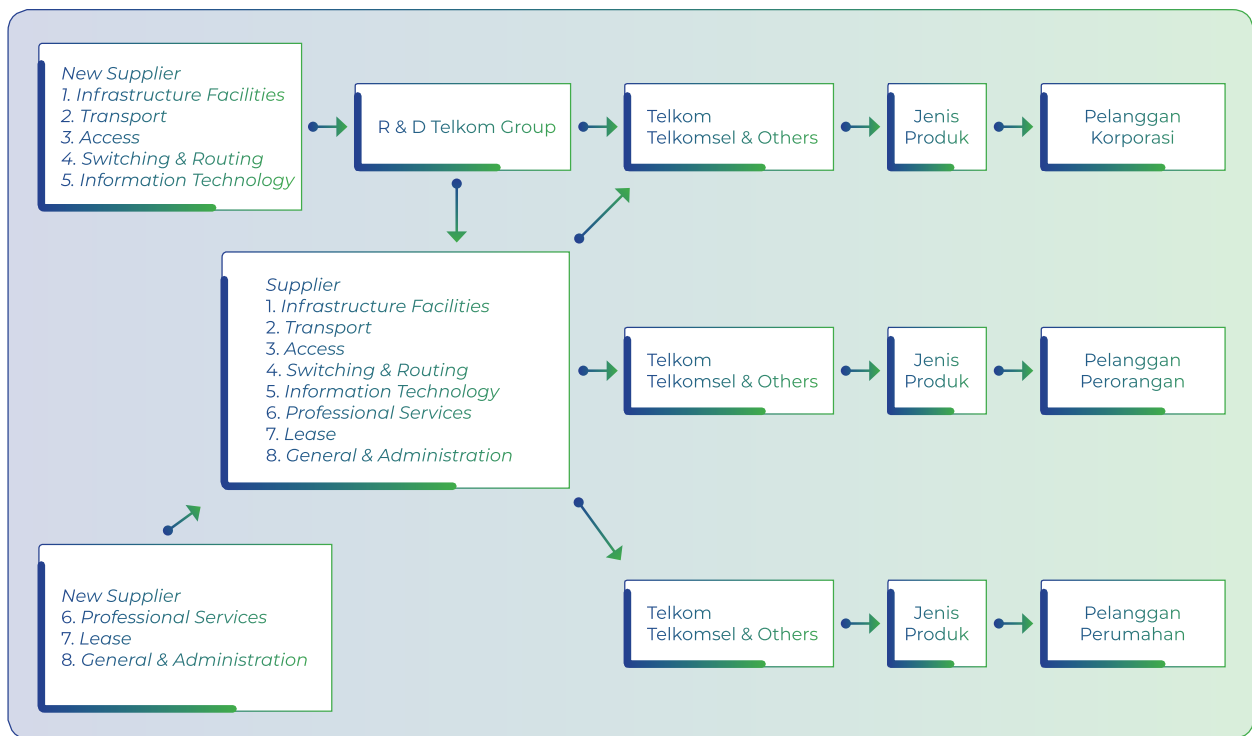 New Supplier
1. Infrastructure Facilities
2. Transport
3. Access
4. Switching & Routing
5. Information Technology
R & D Telkom Group
Telkom
Telkomsel & Others
Jenis
Produk
Pelanggan
Korporasi
Supplier
1. Infrastructure Facilities
2. Transport
3. Access
4. Switching & Routing
5. Information Technology
6. Professional Services
7. Lease
8. General & Administration
Telkom
Telkomsel & Others
Jenis
Produk
Pelanggan
Perorangan
New Supplier
6. Professional Services
7. Lease
8. General & Administration
Telkom
Telkomsel & Others
Jenis
Produk
Pelanggan
Perumahan